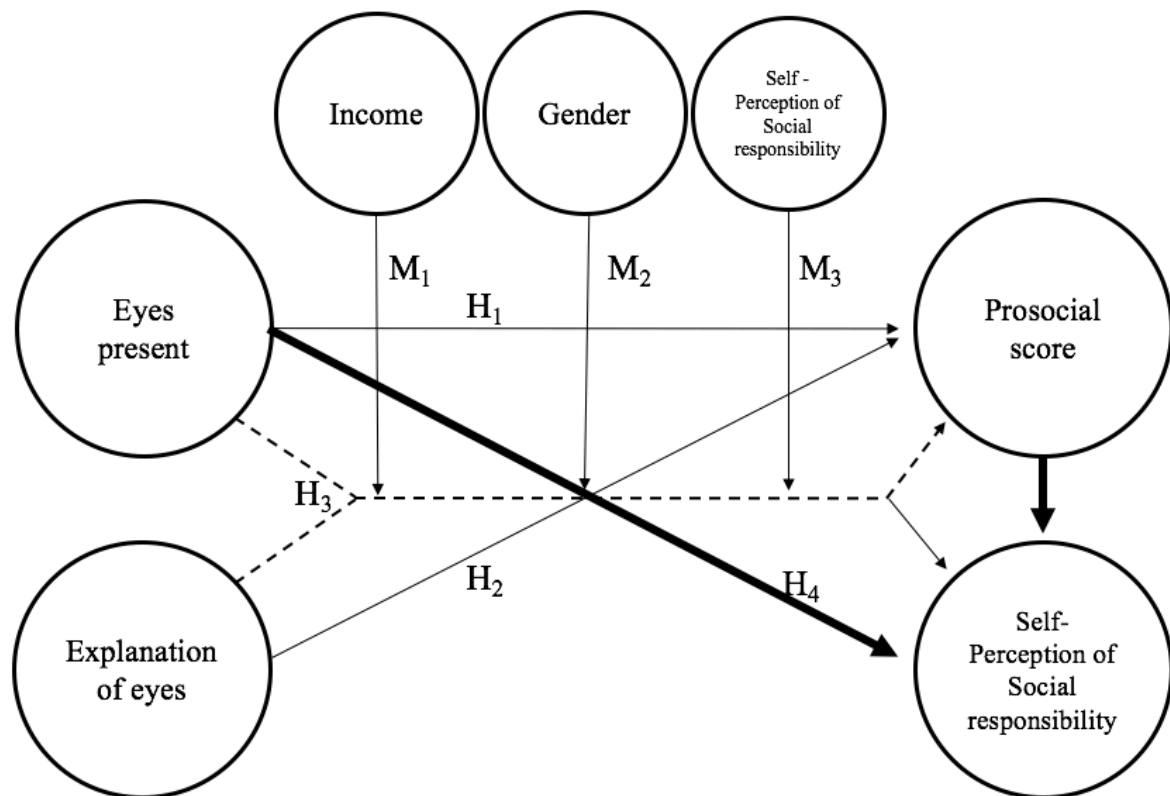 Income
Gender
Self -
Perception of
Social
responsibility
M₁
M₂
M₃
Eyes
present
H₁
Prosocial
score
H₃
H₂
H₄
Explanation
of eyes
Self-
Perception of
Social
responsibility